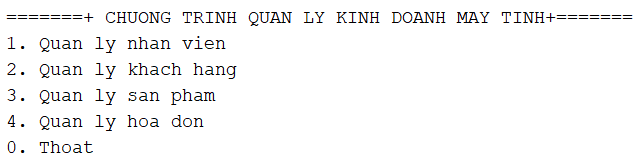 =======+ CHUONG TRINH QUAN LY KINH DOANH MAY TINH+=======
1. Quan ly nhan vien
2. Quan ly khach hang
3. Quan ly san pham
4. Quan ly hoa don
0. Thoat